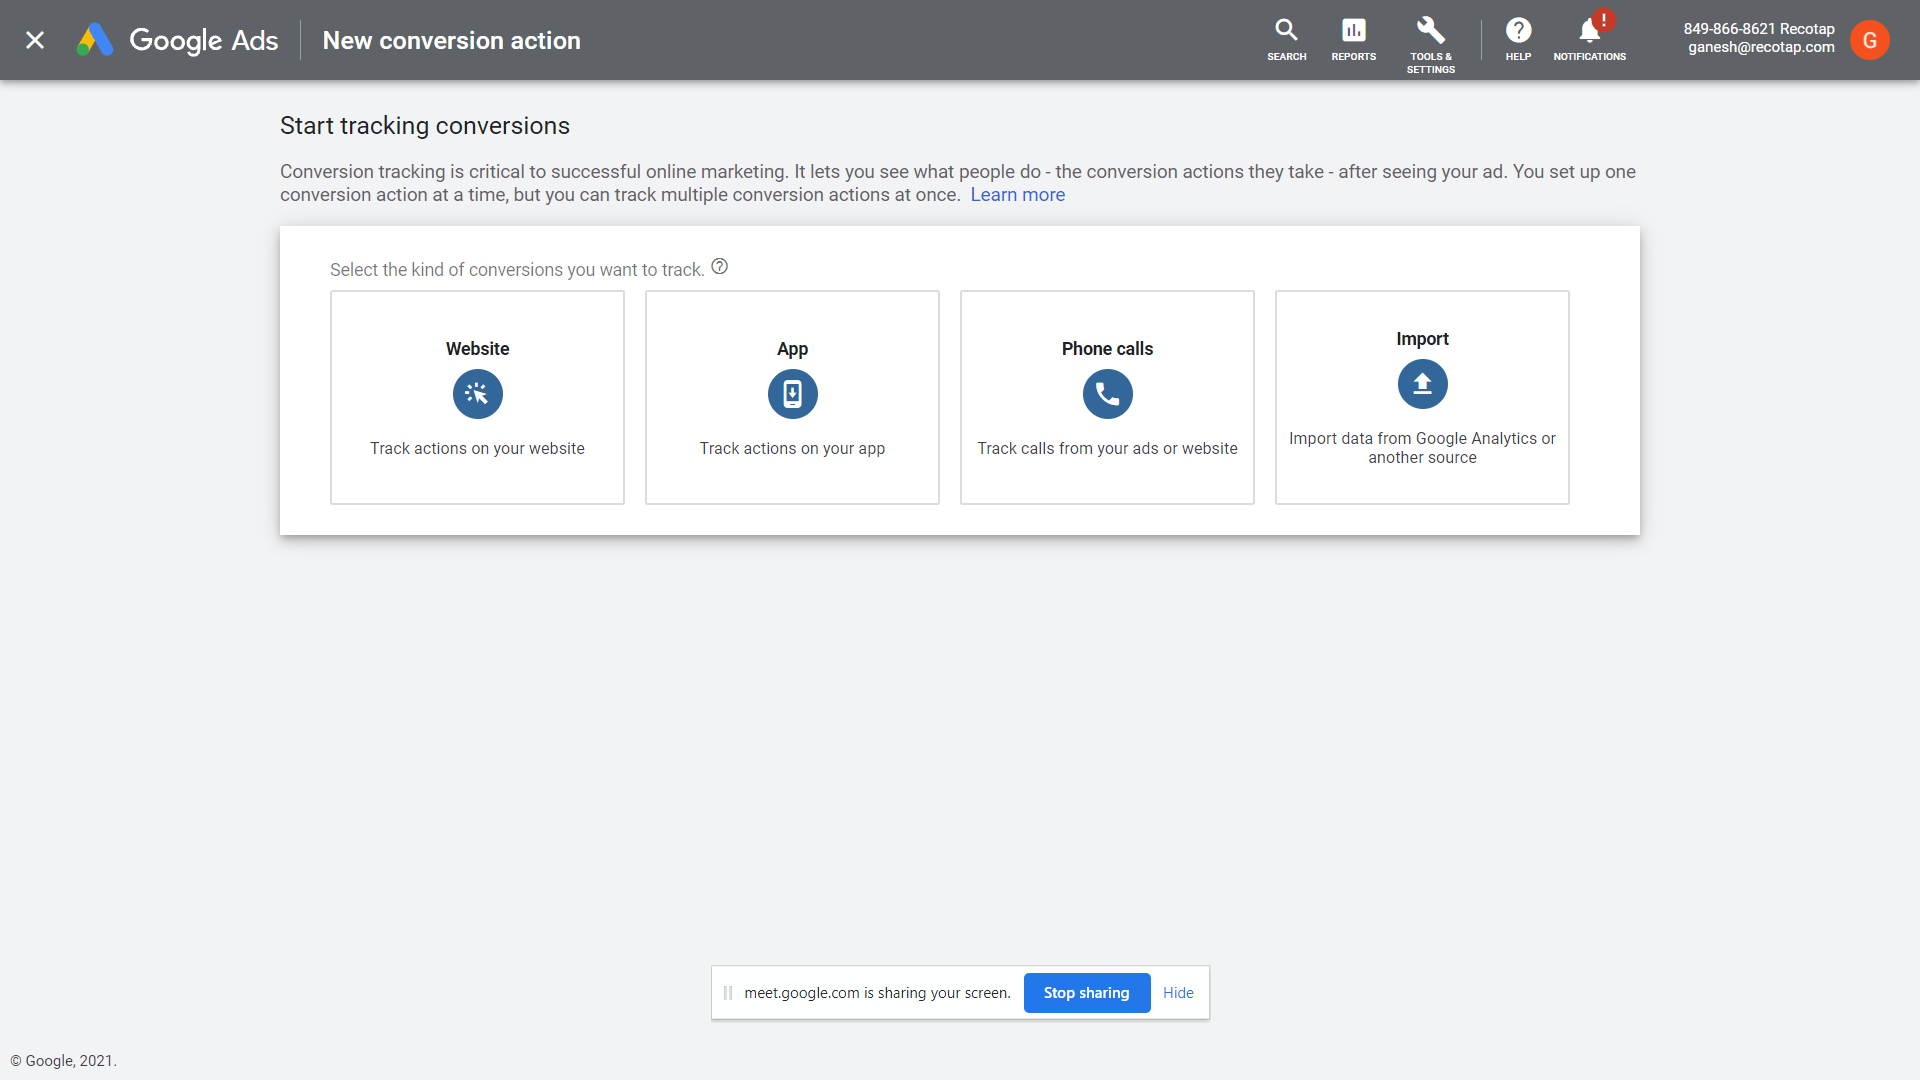 Google Ads
New conversion action
SEARCH
REPORTS
TOOLS &
SETTINGS
HELP
!
NOTIFICATIONS
849-866-8621 Recotap
ganesh@recotap.com
G
Start tracking conversions
Conversion tracking is critical to successful online marketing. It lets you see what people do - the conversion actions they take - after seeing your ad. You set up one
conversion action at a time, but you can track multiple conversion actions at once. Learn more
Select the kind of conversions you want to track.
Website
Track actions on your website
App
Track actions on your app
Phone calls
Track calls from your ads or website
Import
Import data from Google Analytics or
another source
meet.google.com is sharing your screen.
Stop sharing
Hide
© Google, 2021.